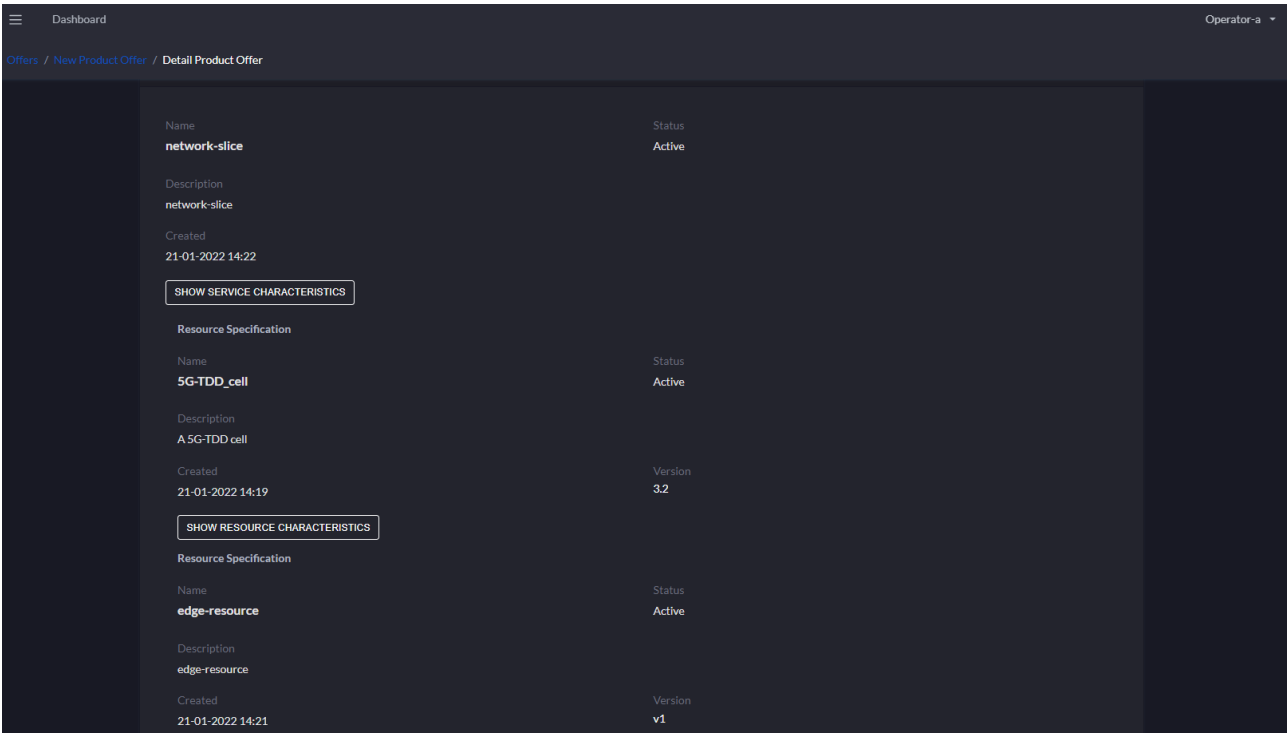 Dashboard
Operator-a
Offers / New Product Offer / Detail Product Offer
Name
Status
network-slice
Active
Description
network-slice
Created
21-01-2022 14:22
SHOW SERVICE CHARACTERISTICS
Resource Specification
Name
Status
5G-TDD_cell
Active
Description
A 5G-TDD cell
Created
Version
21-01-2022 14:19
3.2
SHOW RESOURCE CHARACTERISTICS
Resource Specification
Name
Status
edge-resource
Active
Description
edge-resource
Created
Version
21-01-2022 14:21
v1